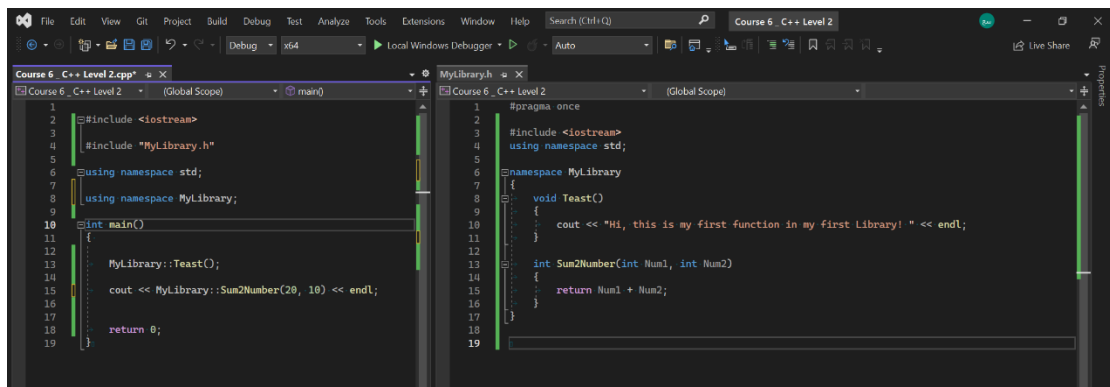 File Edit View Git Project Build Debug Test Analyze Tools Extensions Window Help Search (Ctrl+Q) Course 6 _ C++ Level 2
Debug x64 Local Windows Debugger Auto Live Share
Course 6 _ C++ Level 2.cpp*
Course 6 _ C++ Level 2 (Global Scope) main()
1
2 #include <iostream>
3
4 #include "MyLibrary.h"
5
6 using namespace std;
7
8 using namespace MyLibrary;
9
10 int main()
11 {
12
13 MyLibrary::Teast();
14
15 cout << MyLibrary::Sum2Number(20, 10) << endl;
16
17
18 return 0;
19 }
MyLibrary.h
Course 6 _ C++ Level 2 (Global Scope)
1 #pragma once
2
3 #include <iostream>
4 using namespace std;
5
6 namespace MyLibrary
7 {
8 void Teast()
9 {
10 cout << "Hi, this is my first function in my first Library! " << endl;
11 }
12
13 int Sum2Number(int Num1, int Num2)
14 {
15 return Num1 + Num2;
16 }
17 }
18
19
Properties